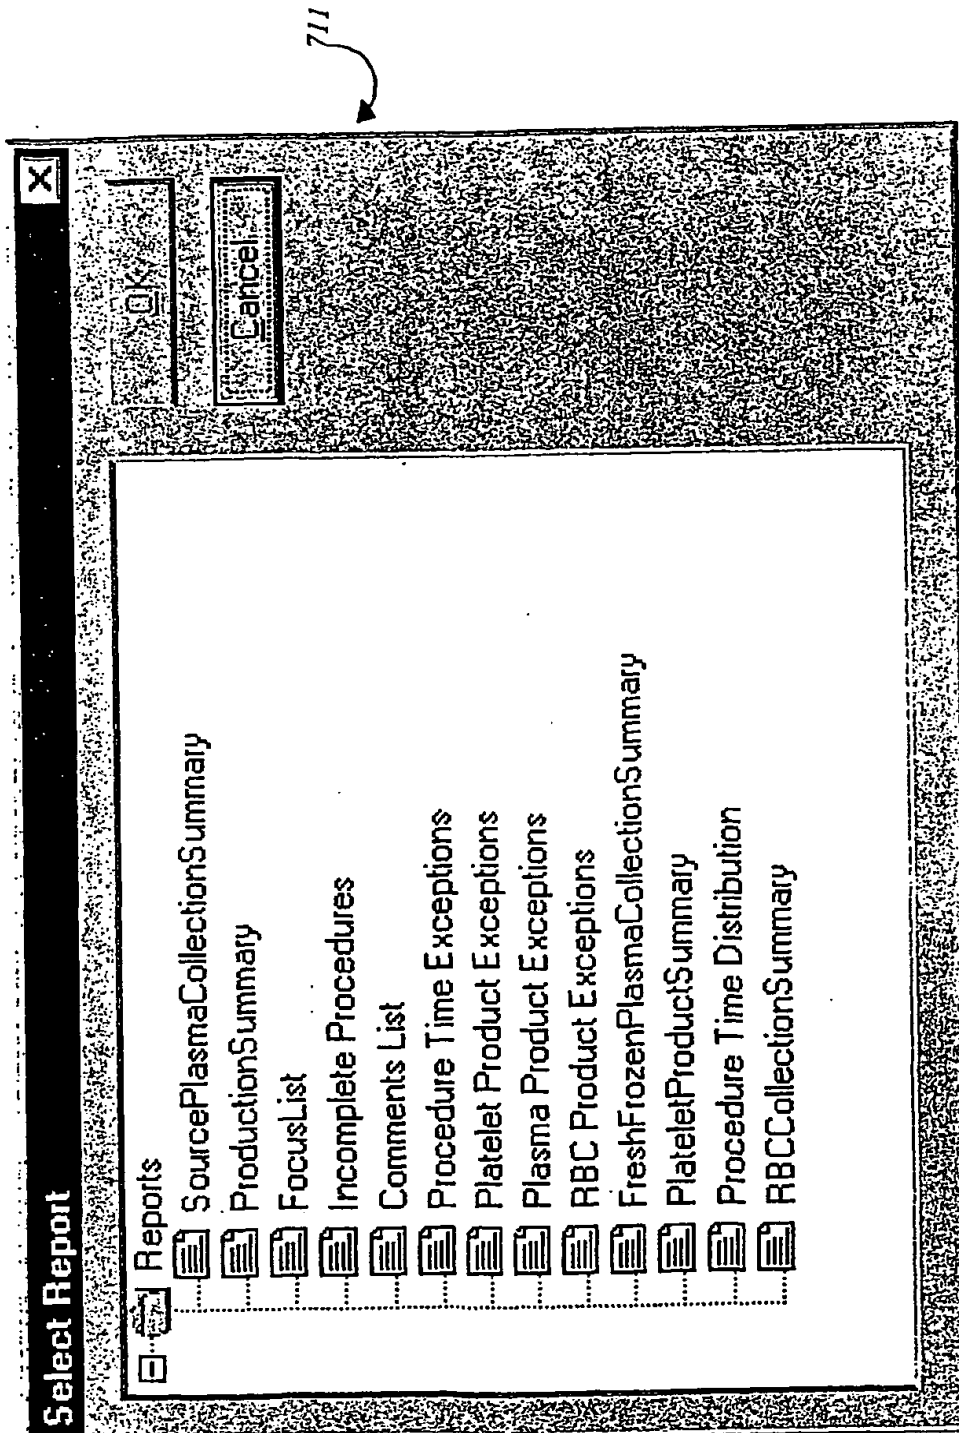 Select Report
X
Reports
SourcePlasmaCollectionSummary
ProductionSummary
FocusList
Incomplete Procedures
Comments List
Procedure Time Exceptions
Platelet Product Exceptions
Plasma Product Exceptions
RBC Product Exceptions
FreshFrozenPlasmaCollectionSummary
PlateletProductSummary
Procedure Time Distribution
RBCCollectionSummary
OK
Cancel
711